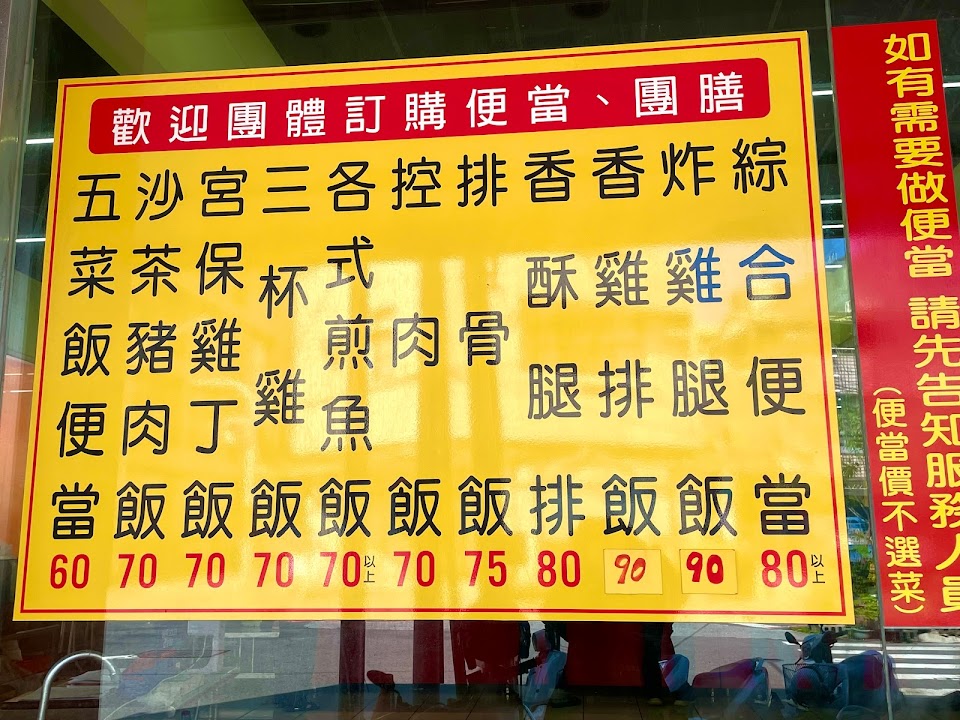 歡迎團體訂購便當、團膳
綜合便當
80以上
炸雞腿飯
90
香雞排飯
90
香酥腿排
80
排骨飯
75
控肉飯
70
各式煎魚飯
70以上
三杯雞飯
70
宮保雞丁飯
70
沙茶豬肉飯
70
五菜飯便當
60
如有需要做便當 請先告知服務人員
（便當價不選菜）